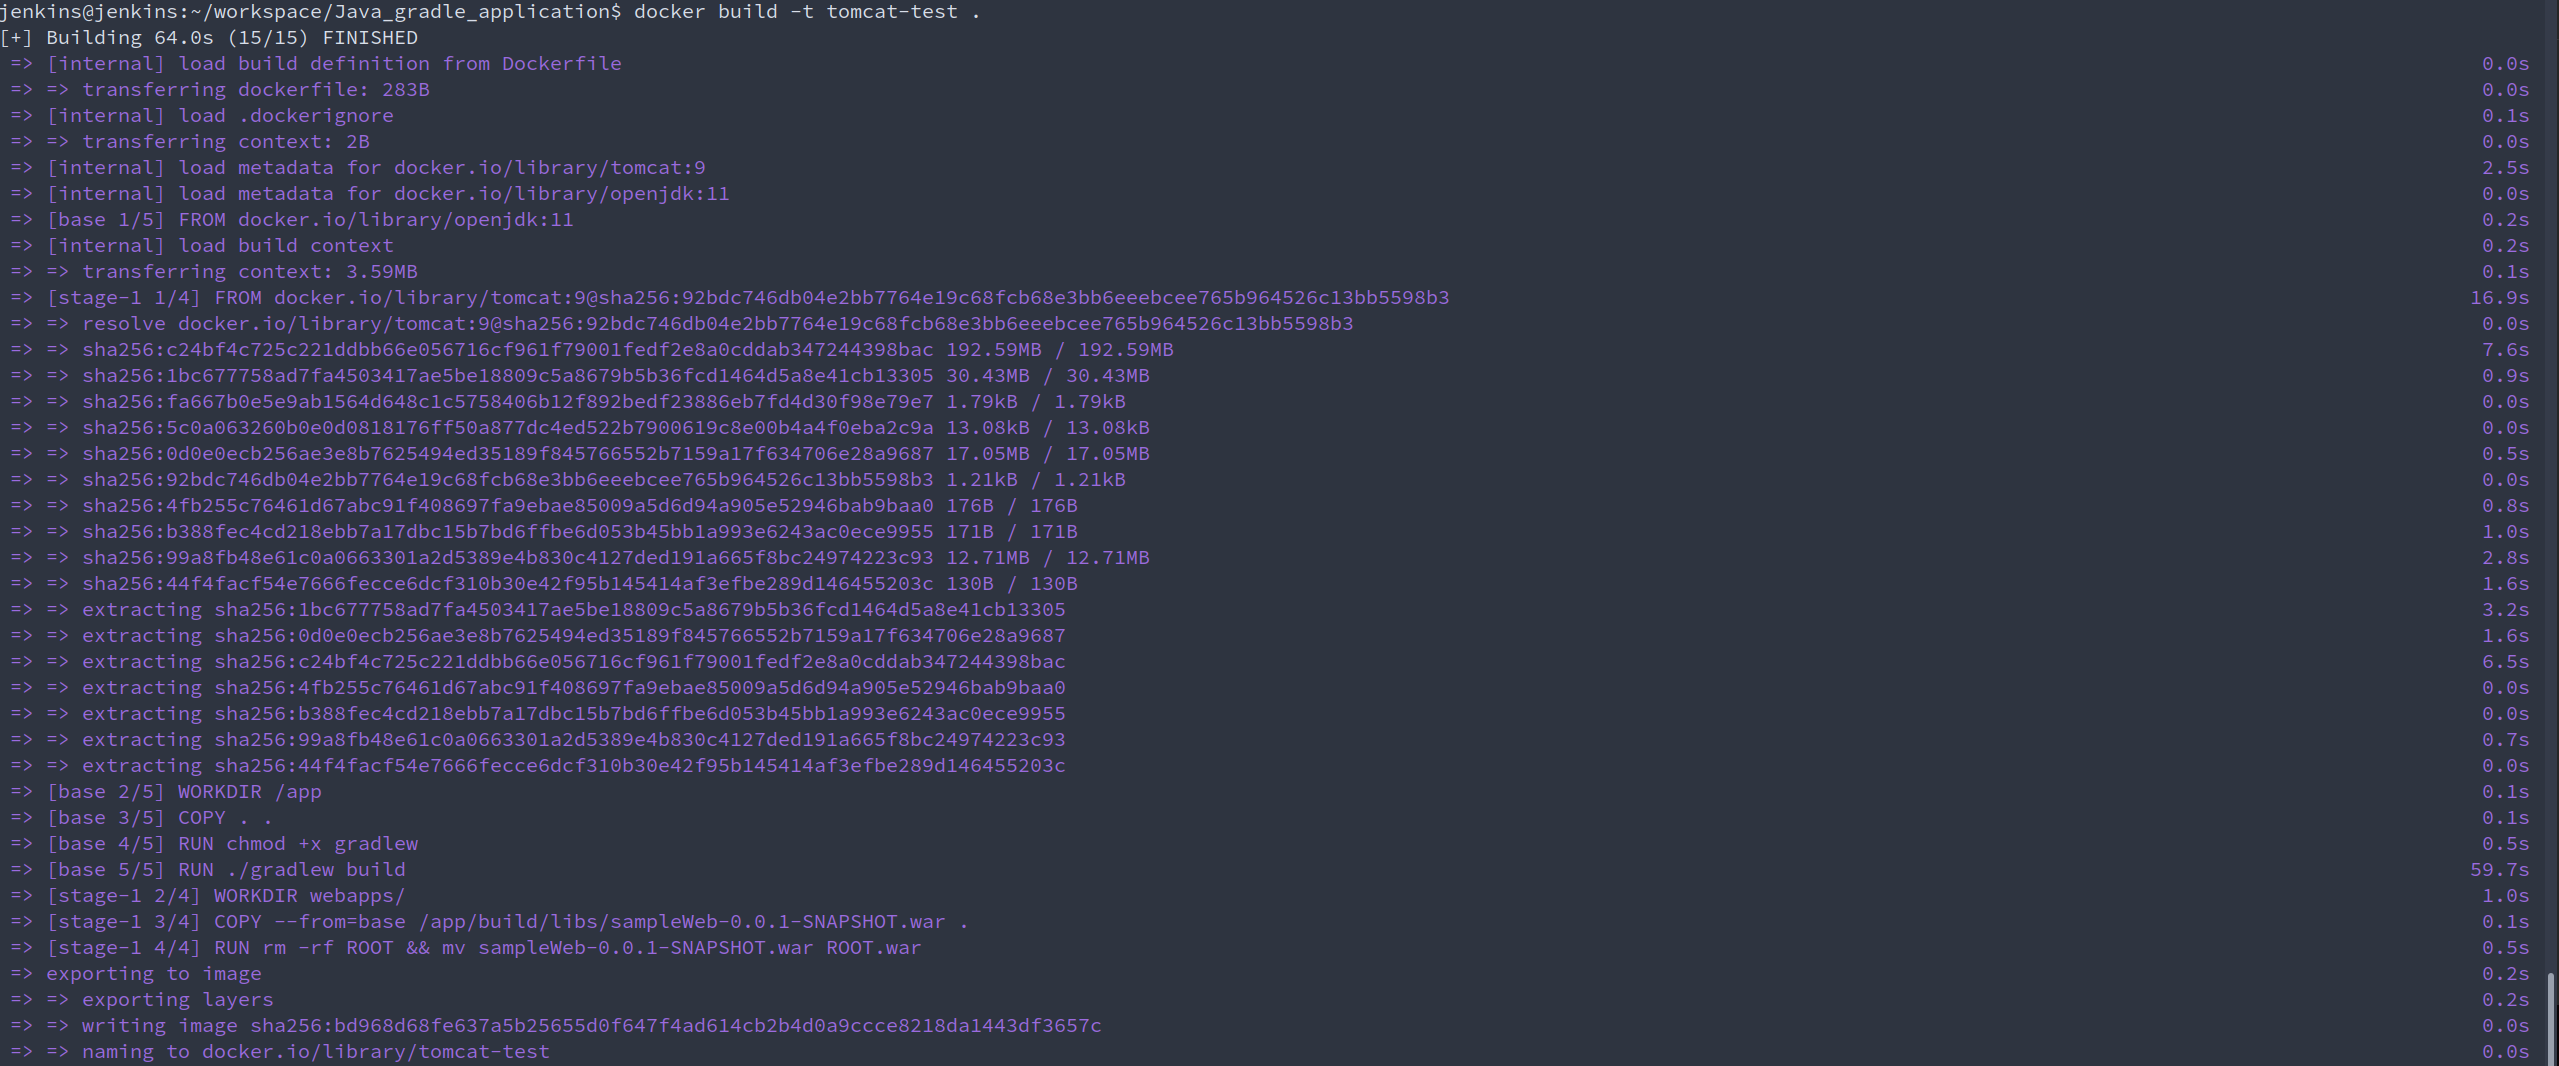 jenkins@jenkins:~/workspace/Java_gradle_application$ docker build -t tomcat-test .
[+] Building 64.0s (15/15) FINISHED
=> [internal] load build definition from Dockerfile 0.0s
=> => transferring dockerfile: 283B 0.0s
=> [internal] load .dockerignore 0.1s
=> => transferring context: 2B 0.0s
=> [internal] load metadata for docker.io/library/tomcat:9 2.5s
=> [internal] load metadata for docker.io/library/openjdk:11 0.0s
=> [base 1/5] FROM docker.io/library/openjdk:11 0.2s
=> [internal] load build context 0.2s
=> => transferring context: 3.59MB 0.1s
=> [stage-1 1/4] FROM docker.io/library/tomcat:9@sha256:92bdc746db04e2bb7764e19c68fcb68e3bb6eeebcee765b964526c13bb5598b3 16.9s
=> => resolve docker.io/library/tomcat:9@sha256:92bdc746db04e2bb7764e19c68fcb68e3bb6eeebcee765b964526c13bb5598b3 0.0s
=> => sha256:c24bf4c725c221ddbb66e056716cf961f79001fedf2e8a0cddab347244398bac 192.59MB / 192.59MB 7.6s
=> => sha256:1bc677758ad7fa4503417ae5be18809c5a8679b5b36fcd1464d5a8e41cb13305 30.43MB / 30.43MB 0.9s
=> => sha256:fa667b0e5e9ab1564d648c1c5758406b12f892bedf23886eb7fd4d30f98e79e7 1.79kB / 1.79kB 0.0s
=> => sha256:5c0a063260b0e0d0818176ff50a877dc4ed522b7900619c8e00b4a4f0eba2c9a 13.08kB / 13.08kB 0.0s
=> => sha256:0d0e0ecb256ae3e8b7625494ed35189f845766552b7159a17f634706e28a9687 17.05MB / 17.05MB 0.5s
=> => sha256:92bdc746db04e2bb7764e19c68fcb68e3bb6eeebcee765b964526c13bb5598b3 1.21kB / 1.21kB 0.0s
=> => sha256:4fb255c76461d67abc91f408697fa9ebae85009a5d6d94a905e52946bab9baa0 176B / 176B 0.8s
=> => sha256:b388fec4cd218ebb7a17dbc15b7bd6ffbe6d053b45bb1a993e6243ac0ece9955 171B / 171B 1.0s
=> => sha256:99a8fb48e61c0a0663301a2d5389e4b830c4127ded191a665f8bc24974223c93 12.71MB / 12.71MB 2.8s
=> => sha256:44f4facf54e7666fecce6dcf310b30e42f95b145414af3efbe289d146455203c 130B / 130B 1.6s
=> => extracting sha256:1bc677758ad7fa4503417ae5be18809c5a8679b5b36fcd1464d5a8e41cb13305 3.2s
=> => extracting sha256:0d0e0ecb256ae3e8b7625494ed35189f845766552b7159a17f634706e28a9687 1.6s
=> => extracting sha256:c24bf4c725c221ddbb66e056716cf961f79001fedf2e8a0cddab347244398bac 6.5s
=> => extracting sha256:4fb255c76461d67abc91f408697fa9ebae85009a5d6d94a905e52946bab9baa0 0.0s
=> => extracting sha256:b388fec4cd218ebb7a17dbc15b7bd6ffbe6d053b45bb1a993e6243ac0ece9955 0.0s
=> => extracting sha256:99a8fb48e61c0a0663301a2d5389e4b830c4127ded191a665f8bc24974223c93 0.7s
=> => extracting sha256:44f4facf54e7666fecce6dcf310b30e42f95b145414af3efbe289d146455203c 0.0s
=> [base 2/5] WORKDIR /app 0.1s
=> [base 3/5] COPY . . 0.1s
=> [base 4/5] RUN chmod +x gradlew 0.5s
=> [base 5/5] RUN ./gradlew build 59.7s
=> [stage-1 2/4] WORKDIR webapps/ 1.0s
=> [stage-1 3/4] COPY --from=base /app/build/libs/sampleWeb-0.0.1-SNAPSHOT.war . 0.1s
=> [stage-1 4/4] RUN rm -rf ROOT && mv sampleWeb-0.0.1-SNAPSHOT.war ROOT.war 0.5s
=> exporting to image 0.2s
=> => exporting layers 0.2s
=> => writing image sha256:bd968d68fe637a5b25655d0f647f4ad614cb2b4d0a9ccce8218da1443df3657c 0.0s
=> => naming to docker.io/library/tomcat-test 0.0s